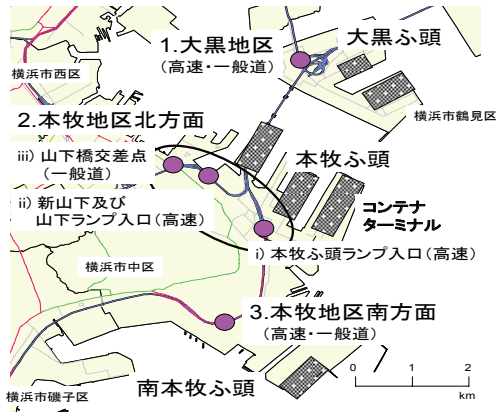 1.大黒地区
(高速・一般道)
大黒ふ頭
横浜市西区
横浜市鶴見区
2.本牧地区北方面
iii) 山下橋交差点
(一般道)
本牧ふ頭
ii) 新山下及び
山下ランプ入口(高速)
コンテナ
ターミナル
i) 本牧ふ頭ランプ入口(高速)
横浜市中区
3.本牧地区南方面
(高速・一般道)
南本牧ふ頭
0 1 2
km
横浜市磯子区